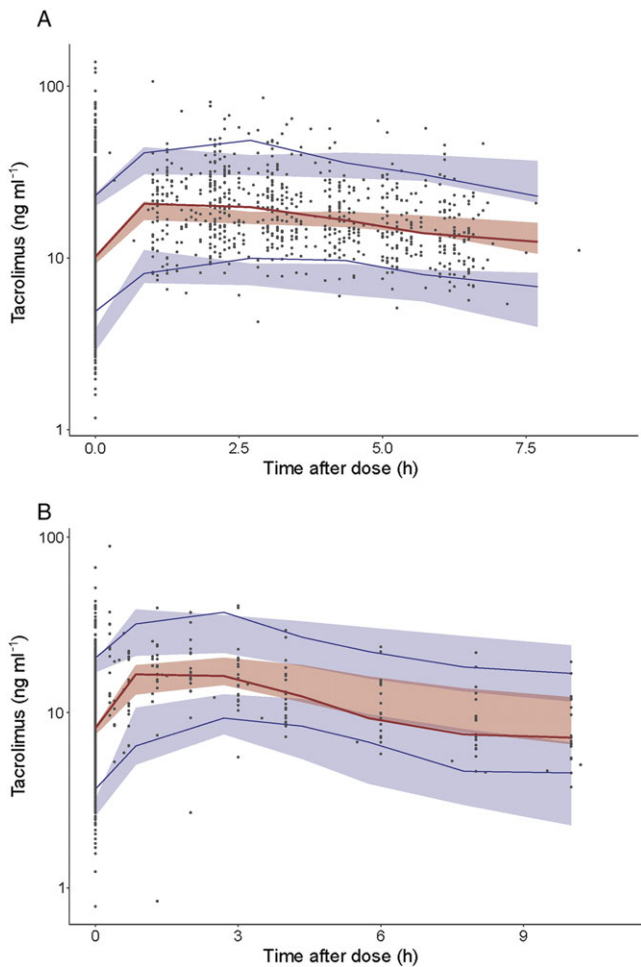 A
Tacrolimus (ng ml⁻¹)
100
10
1
0.0 2.5 5.0 7.5
Time after dose (h)
B
Tacrolimus (ng ml⁻¹)
100
10
1
0 3 6 9
Time after dose (h)